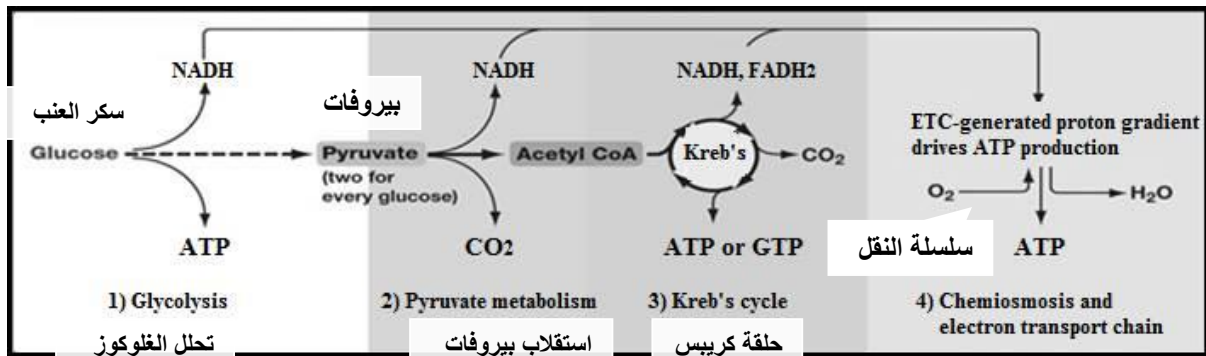 NADH
NADH
NADH, FADH2
سكر العنب
بيروفات
ETC-generated proton gradient
drives ATP production
Glucose
Pyruvate
(two for
every glucose)
Acetyl CoA
Kreb's
CO2
O2
H2O
سلسلة النقل
ATP
CO2
ATP or GTP
ATP
1) Glycolysis
2) Pyruvate metabolism
3) Kreb's cycle
4) Chemiosmosis and
electron transport chain
تحلل الغلوكوز
استقلاب بيروفات
حلقة كريبس